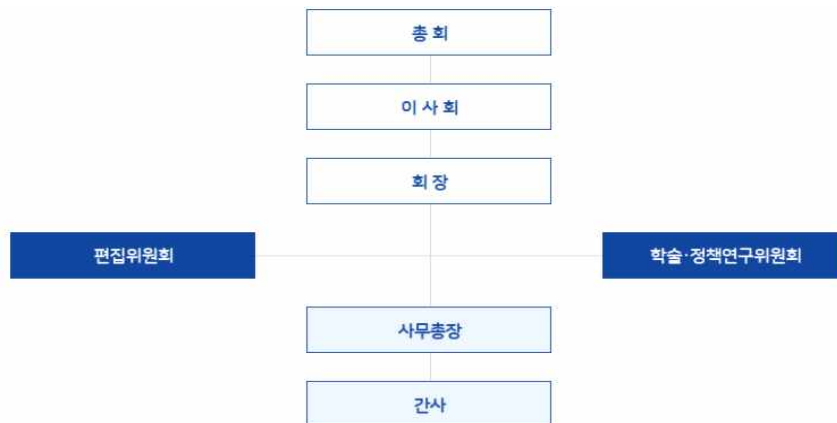 총 회
이 사 회
회 장
편집위원회
학술·정책연구위원회
사무총장
간사